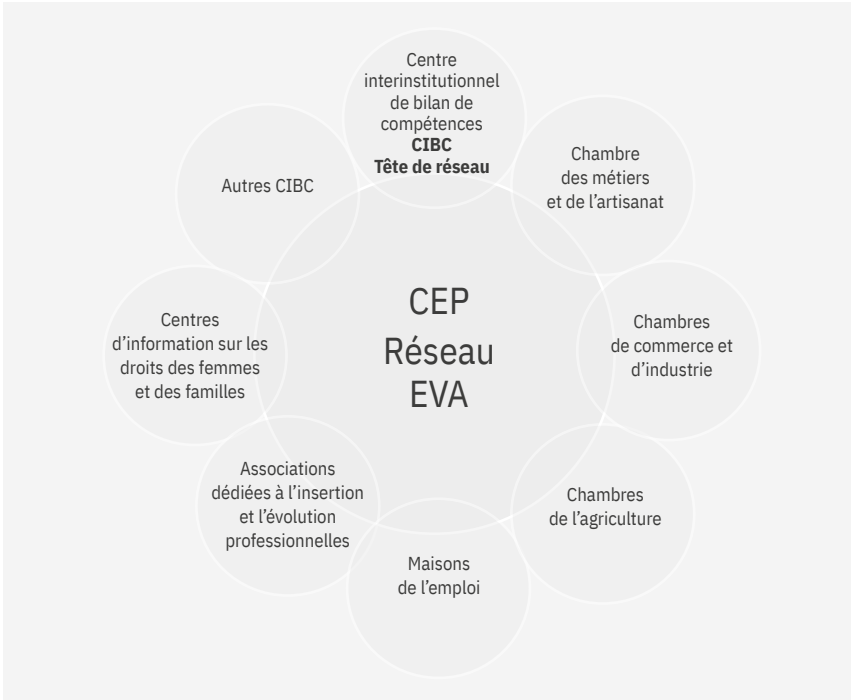 Centre
interinstitutionnel
de bilan de
compétences
CIBC
Tête de réseau
Chambre
des métiers
et de l'artisanat
Chambres
de commerce et
d'industrie
Chambres
de l'agriculture
Maisons
de l'emploi
Associations
dédiées à l'insertion
et l'évolution
professionnelles
Centres
d'information sur les
droits des femmes
et des familles
Autres CIBC
CEP
Réseau
EVA